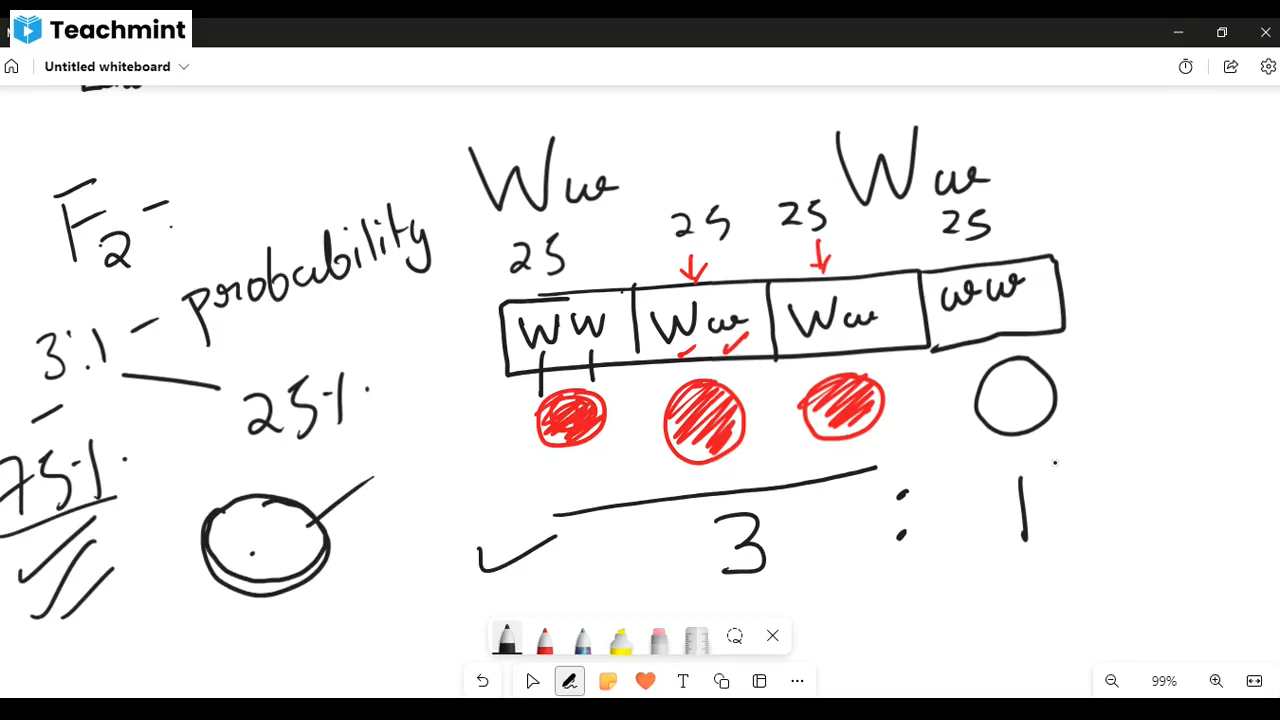 Teachmint
Untitled whiteboard
Ww Ww
25 25 25 25
F2 -
probability
WW Ww Ww ww
3:1
25%
75%
3 : 1
99%